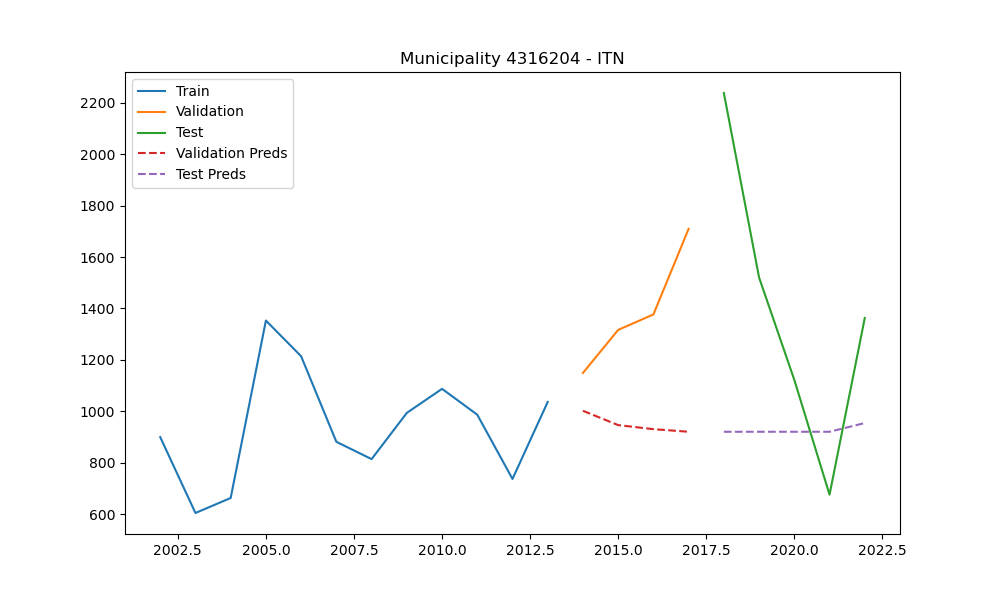 Municipality 4316204 - ITN
Train
Validation
Test
Validation Preds
Test Preds
2200
2000
1800
1600
1400
1200
1000
800
600
2002.5 2005.0 2007.5 2010.0 2012.5 2015.0 2017.5 2020.0 2022.5